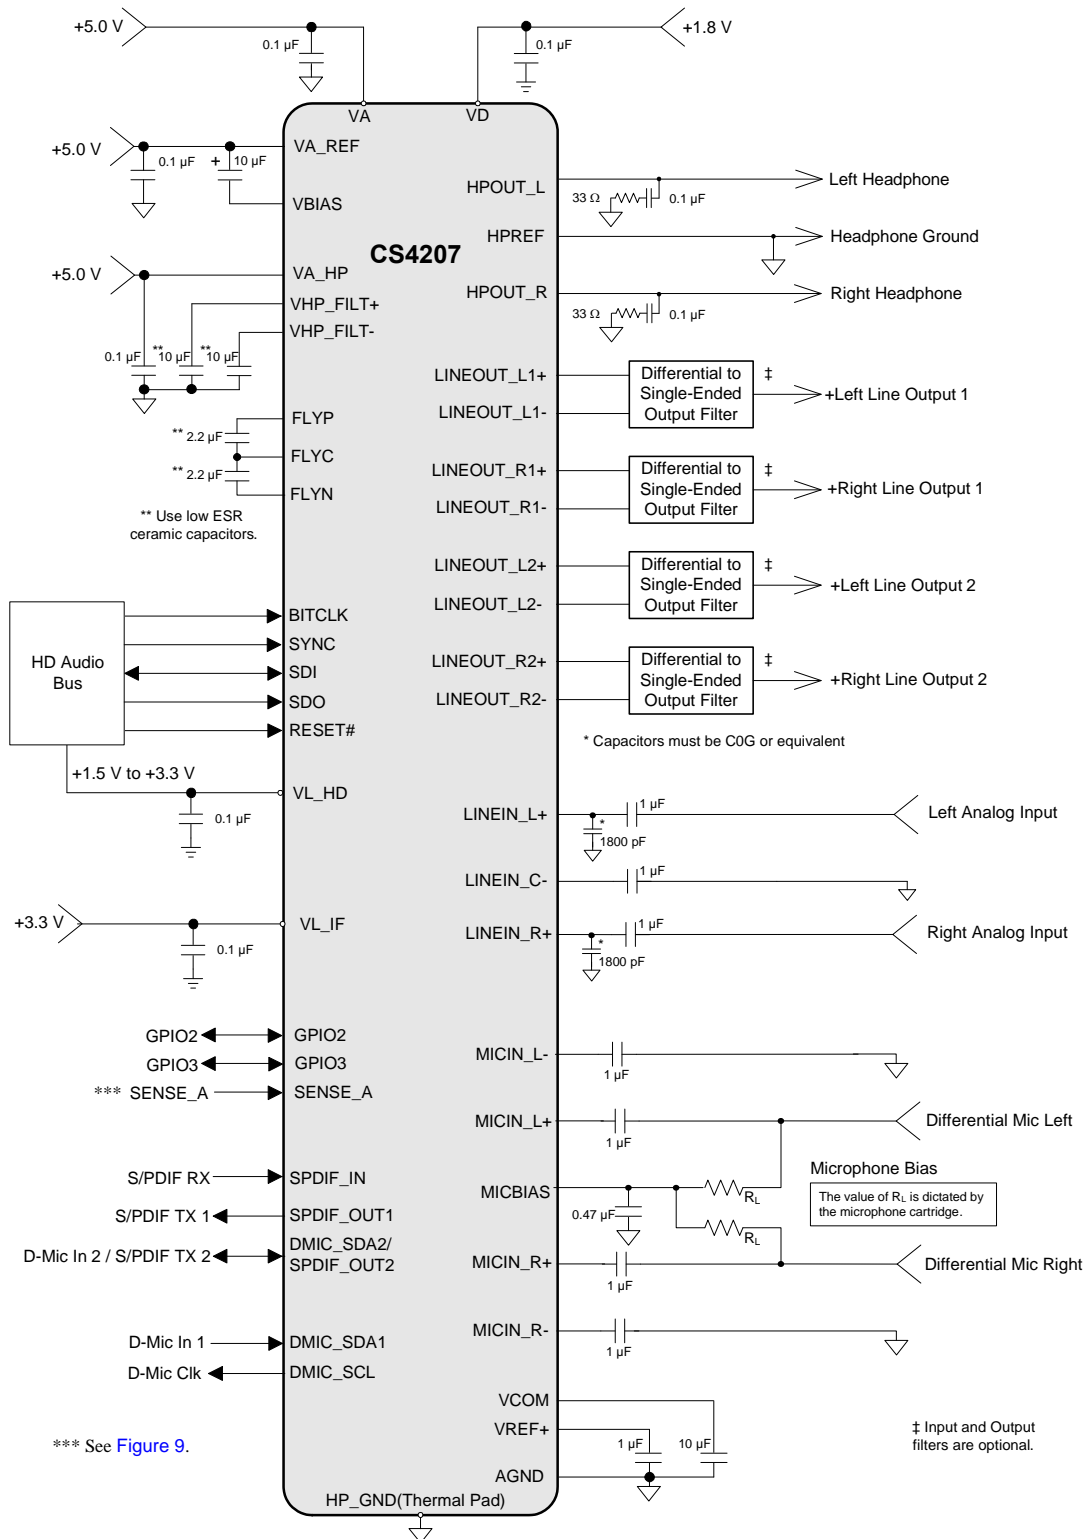 +5.0 V
0.1 µF
0.1 µF
+1.8 V
VA
VD
+5.0 V
0.1 µF
+
10 µF
VA_REF
VBIAS
CS4207
+5.0 V
VA_HP
VHP_FILT+
VHP_FILT-
0.1 µF
**10 µF
**10 µF
FLYP
** 2.2 µF
FLYC
** 2.2 µF
FLYN
** Use low ESR
ceramic capacitors.
HD Audio
Bus
BITCLK
SYNC
SDI
SDO
RESET#
+1.5 V to +3.3 V
VL_HD
0.1 µF
+3.3 V
VL_IF
0.1 µF
GPIO2
GPIO2
GPIO3
GPIO3
*** SENSE_A
SENSE_A
S/PDIF RX
SPDIF_IN
S/PDIF TX 1
SPDIF_OUT1
D-Mic In 2 / S/PDIF TX 2
DMIC_SDA2/
SPDIF_OUT2
D-Mic In 1
DMIC_SDA1
D-Mic Clk
DMIC_SCL
*** See Figure 9.
HP_GND(Thermal Pad)
HPOUT_L
33 Ω
0.1 µF
Left Headphone
HPREF
Headphone Ground
HPOUT_R
33 Ω
0.1 µF
Right Headphone
LINEOUT_L1+
LINEOUT_L1-
Differential to
Single-Ended
Output Filter
‡
+Left Line Output 1
LINEOUT_R1+
LINEOUT_R1-
Differential to
Single-Ended
Output Filter
‡
+Right Line Output 1
LINEOUT_L2+
LINEOUT_L2-
Differential to
Single-Ended
Output Filter
‡
+Left Line Output 2
LINEOUT_R2+
LINEOUT_R2-
Differential to
Single-Ended
Output Filter
‡
+Right Line Output 2
* Capacitors must be C0G or equivalent
LINEIN_L+
1 µF
*
1800 pF
Left Analog Input
LINEIN_C-
1 µF
LINEIN_R+
1 µF
*
1800 pF
Right Analog Input
MICIN_L-
1 µF
MICIN_L+
1 µF
Differential Mic Left
MICBIAS
0.47 µF
RL
RL
Microphone Bias
The value of RL is dictated by
the microphone cartridge.
MICIN_R+
1 µF
Differential Mic Right
MICIN_R-
1 µF
VCOM
VREF+
1 µF
10 µF
AGND
‡ Input and Output
filters are optional.